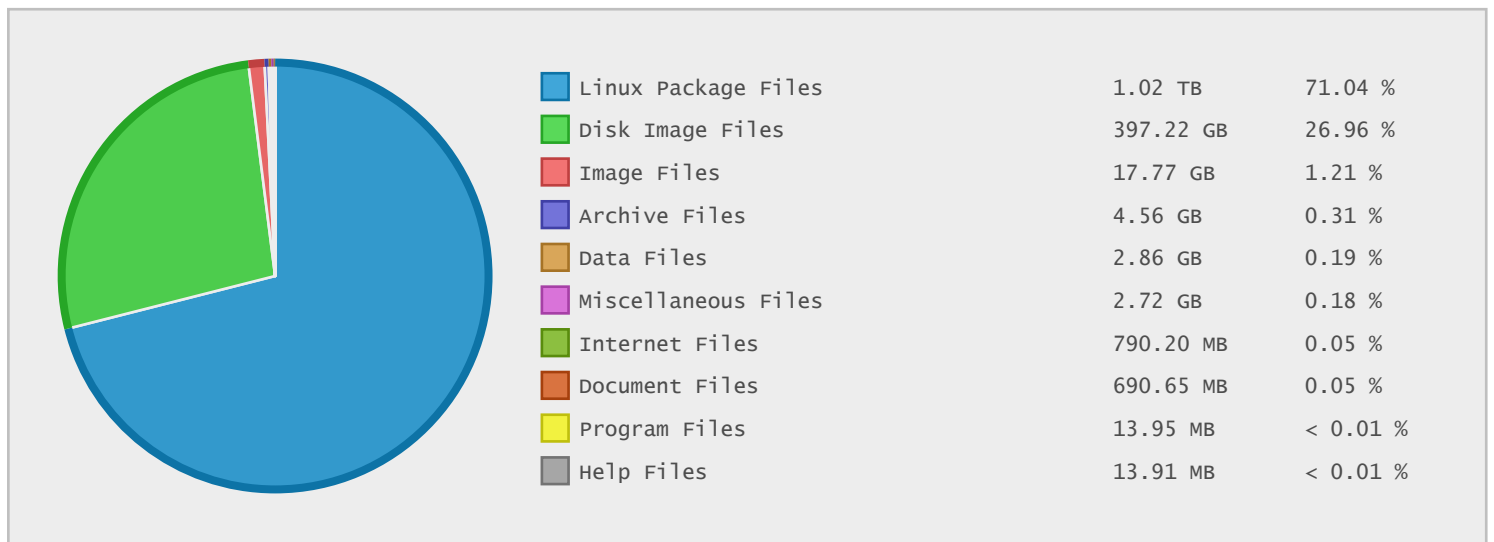 Linux Package Files 1.02 TB 71.04 %
Disk Image Files 397.22 GB 26.96 %
Image Files 17.77 GB 1.21 %
Archive Files 4.56 GB 0.31 %
Data Files 2.86 GB 0.19 %
Miscellaneous Files 2.72 GB 0.18 %
Internet Files 790.20 MB 0.05 %
Document Files 690.65 MB 0.05 %
Program Files 13.95 MB < 0.01 %
Help Files 13.91 MB < 0.01 %